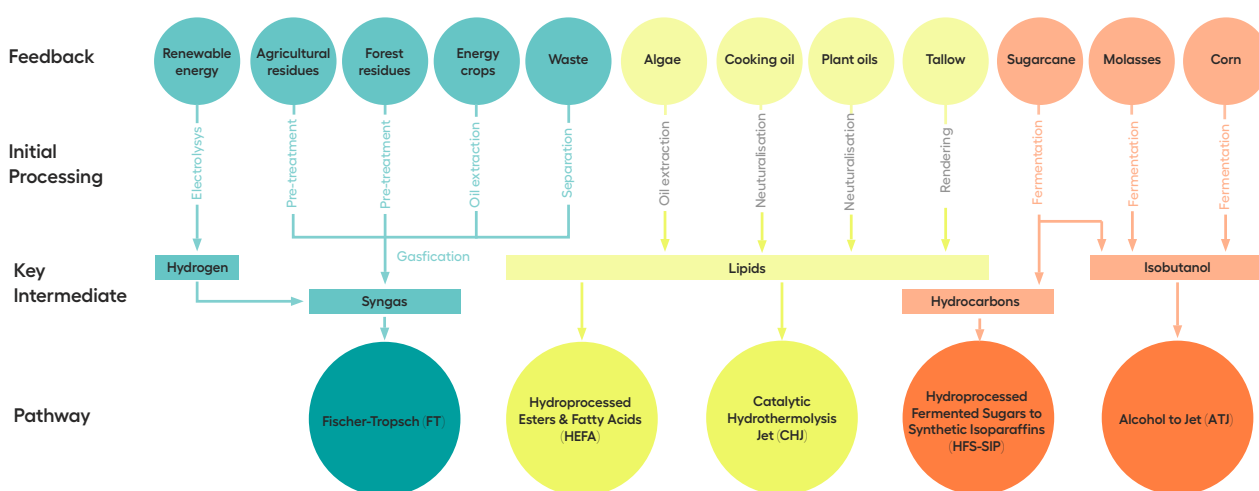 Feedback
Renewable
energy
Agricultural
residues
Forest
residues
Energy
crops
Waste
Algae
Cooking oil
Plant oils
Tallow
Sugarcane
Molasses
Corn
Initial
Processing
Electrolysys
Pre-treatment
Pre-treatment
Oil extraction
Separation
Oil extraction
Neuturalisation
Neuturalisation
Rendering
Fermentation
Fermentation
Fermentation
Gasfication
Key
Intermediate
Hydrogen
Syngas
Lipids
Hydrocarbons
Isobutanol
Pathway
Fischer-Tropsch (FT)
Hydroprocessed
Esters & Fatty Acids
(HEFA)
Catalytic
Hydrothermolysis
Jet (CHJ)
Hydroprocessed
Fermented Sugars to
Synthetic Isoparaffins
(HFS-SIP)
Alcohol to Jet (ATJ)